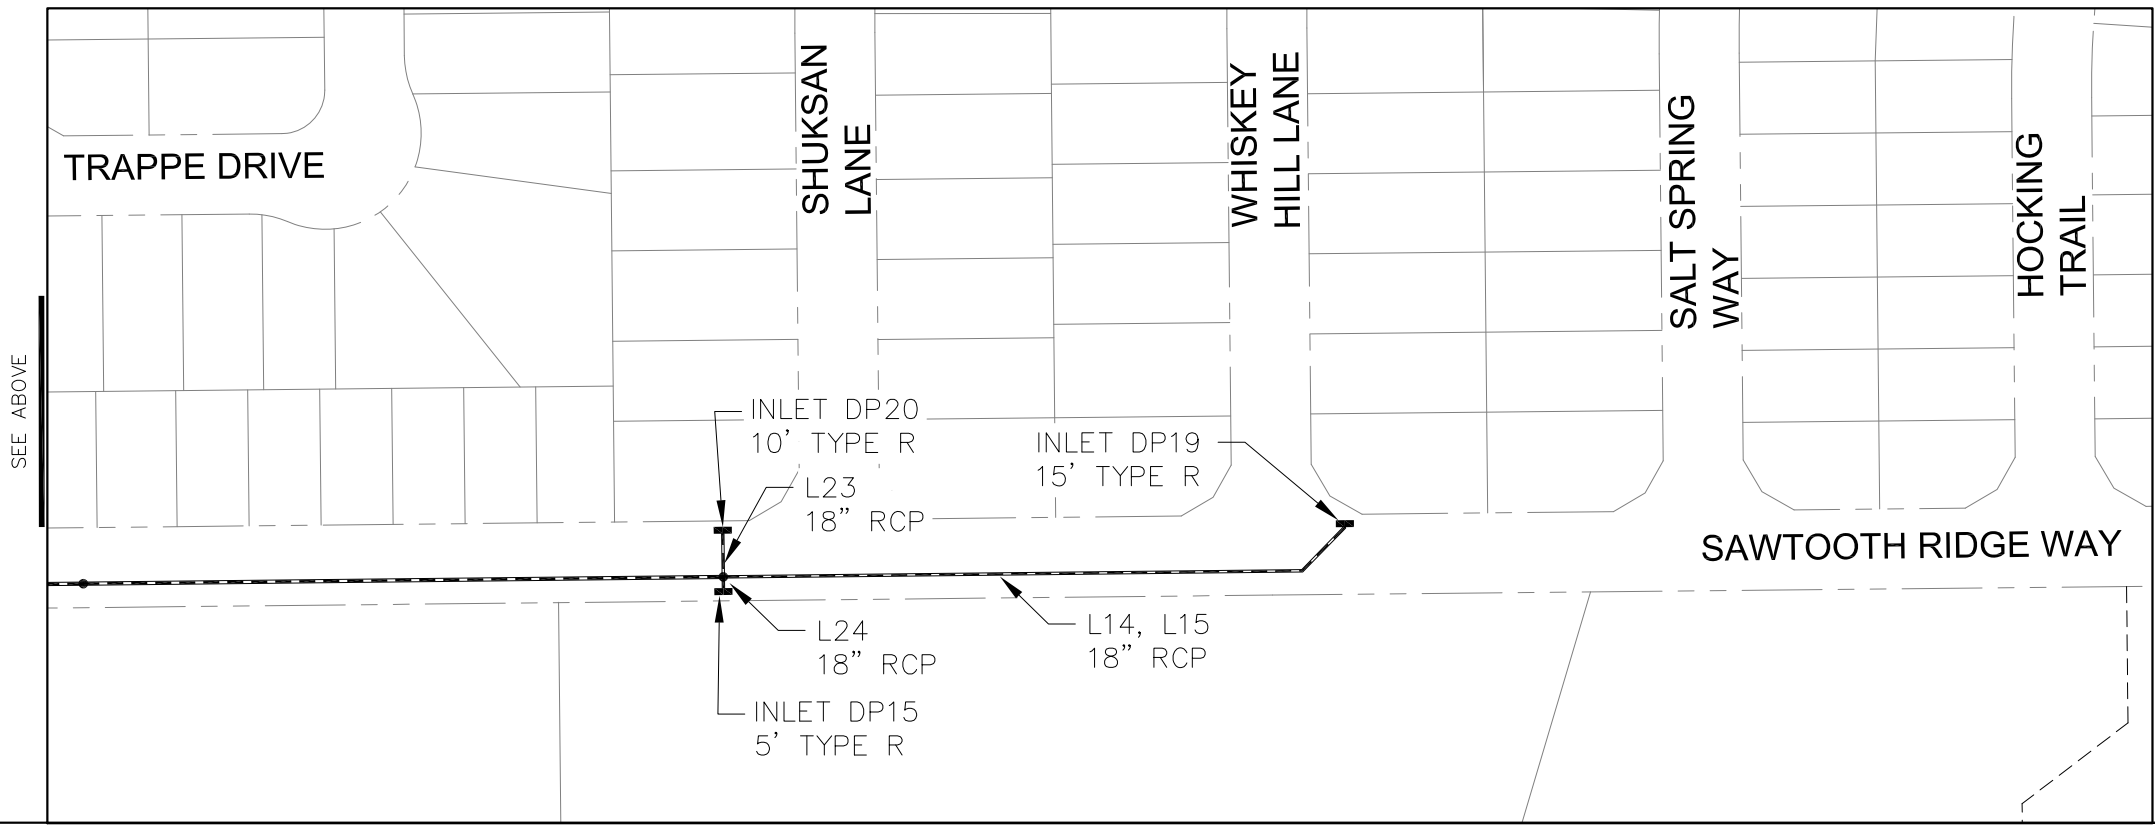 TRAPPE DRIVE
SHUKSAN
LANE
WHISKEY
HILL LANE
SALT SPRING
WAY
HOCKING
TRAIL
SEE ABOVE
INLET DP20
10' TYPE R
L23
18" RCP
INLET DP19
15' TYPE R
SAWTOOTH RIDGE WAY
L24
18" RCP
L14, L15
18" RCP
INLET DP15
5' TYPE R